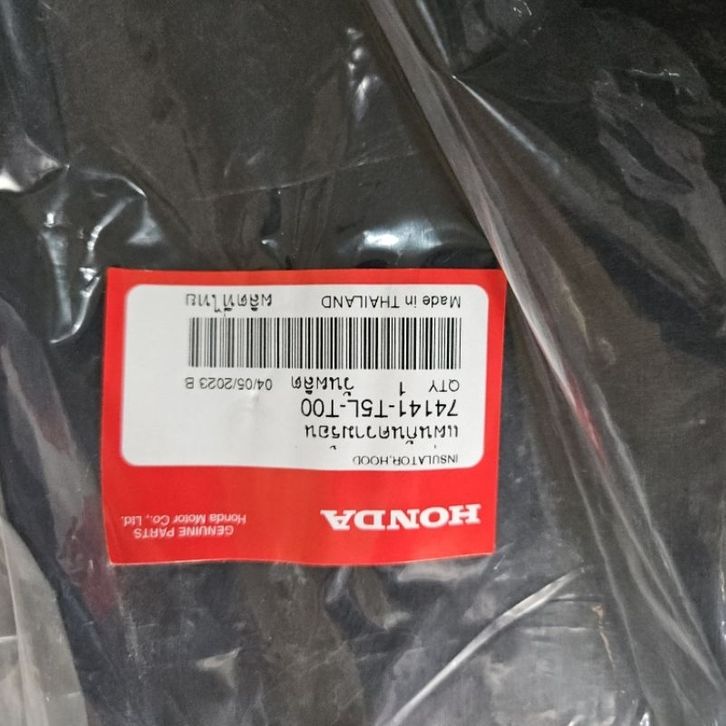 HONDA
GENUINE PARTS
Honda Motor Co., Ltd.
INSULATOR,HOOD
แผ่นกันความร้อน
74141-T5L-T00
QTY 1 วันผลิต 04/05/2023 B
Made in THAILAND ผลิตที่ไทย